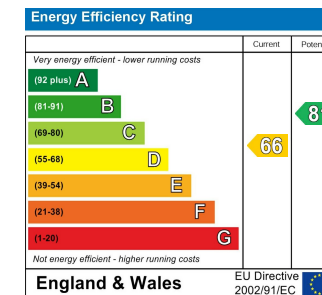 Energy Efficiency Rating
Current
Very energy efficient - lower running costs
(92 plus) A
(81-91) B
8
(69-80) C
66
(55-68) D
(39-54) E
(21-38) F
(1-20) G
Not energy efficient - higher running costs
England & Wales
EU Directive
2002/91/EC